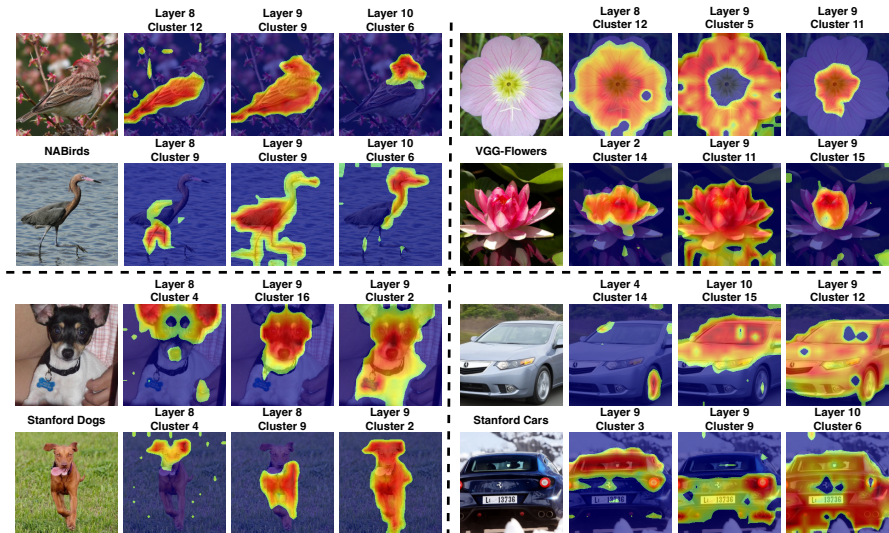 Layer 8
Cluster 12
Layer 9
Cluster 9
Layer 10
Cluster 6
NABirds
Layer 8
Cluster 9
Layer 9
Cluster 9
Layer 10
Cluster 6
Layer 8
Cluster 12
Layer 9
Cluster 5
Layer 9
Cluster 11
VGG-Flowers
Layer 2
Cluster 14
Layer 9
Cluster 11
Layer 9
Cluster 15
Layer 8
Cluster 4
Layer 9
Cluster 16
Layer 9
Cluster 2
Stanford Dogs
Layer 8
Cluster 4
Layer 8
Cluster 9
Layer 9
Cluster 2
Layer 4
Cluster 14
Layer 10
Cluster 15
Layer 9
Cluster 12
Stanford Cars
Layer 9
Cluster 3
Layer 9
Cluster 9
Layer 10
Cluster 6
13736
13736
13736
13736